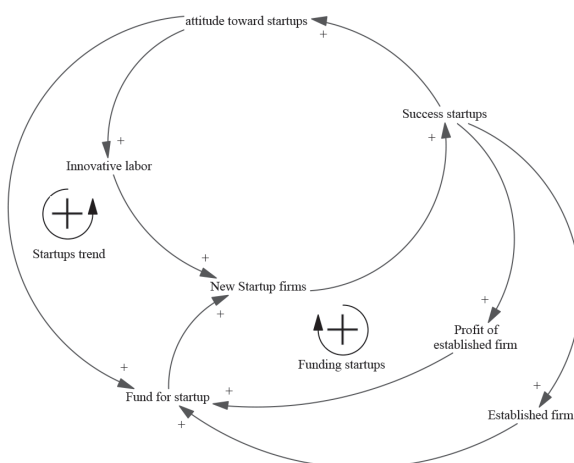 attitude toward startups
+
Success startups
+
+
Innovative labor
Startups trend
+
New Startup firms
+
+
Profit of
established firm
Funding startups
+
+
+
Fund for startup
Established firm
+